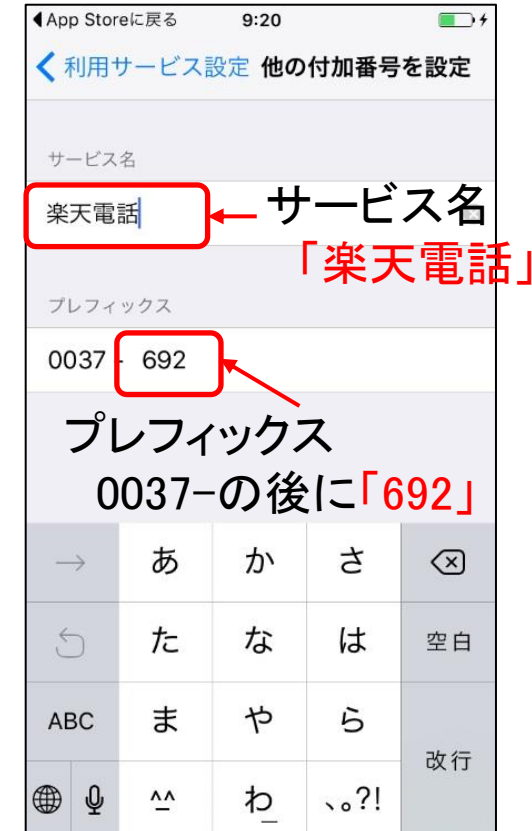 App Storeに戻る 9:20
利用サービス設定 他の付加番号を設定
サービス名
楽天電話 サービス名
「楽天電話」
プレフィックス
0037 - 692
プレフィックス
0037-の後に「692」
→ あ か さ
た な は 空白
ABC ま や ら
改行
^^ わ_ 、。?!